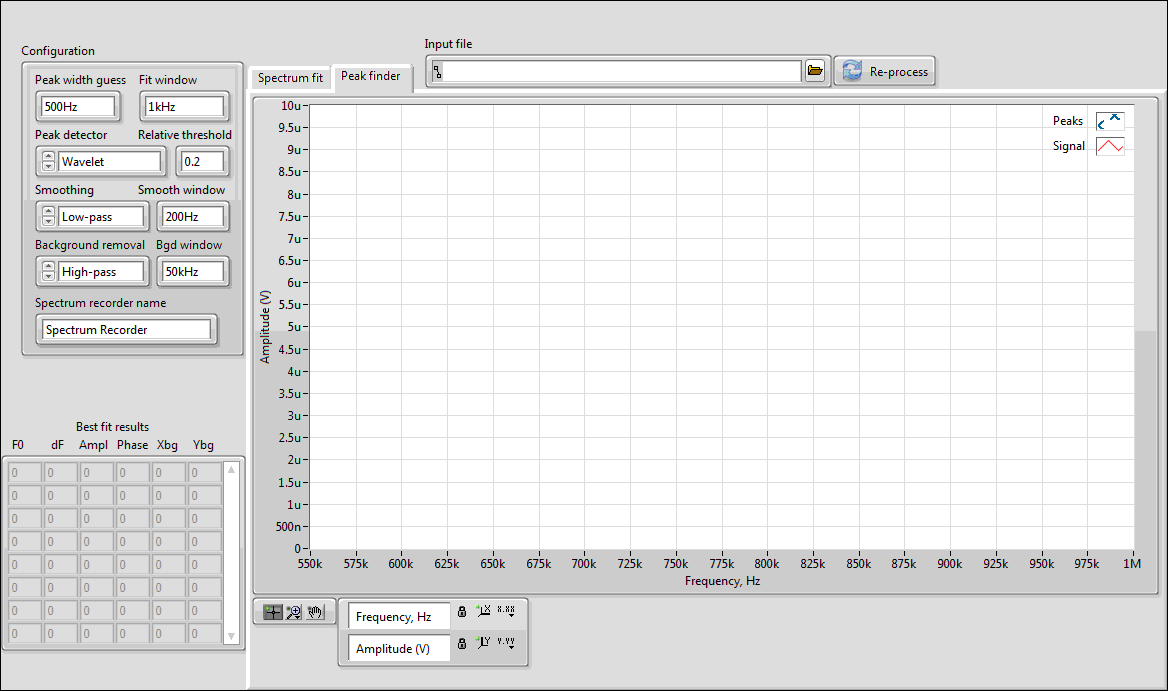 Configuration
Input file
Peak width guess Fit window
500Hz 1kHz
Peak detector Relative threshold
Wavelet 0.2
Smoothing Smooth window
Low-pass 200Hz
Background removal Bgd window
High-pass 50kHz
Spectrum recorder name
Spectrum Recorder
Spectrum fit Peak finder
Re-process
Peaks
Signal
10u
9.5u
9u
8.5u
8u
7.5u
7u
6.5u
6u
5.5u
5u
4.5u
4u
3.5u
3u
2.5u
2u
1.5u
1u
500n
0
Amplitude (V)
550k 575k 600k 625k 650k 675k 700k 725k 750k 775k 800k 825k 850k 875k 900k 925k 950k 975k 1M
Frequency, Hz
Best fit results
F0 dF Ampl Phase Xbg Ybg
0 0 0 0 0 0
0 0 0 0 0 0
0 0 0 0 0 0
0 0 0 0 0 0
0 0 0 0 0 0
0 0 0 0 0 0
0 0 0 0 0 0
0 0 0 0 0 0
Frequency, Hz X X.XX
Amplitude (V) Y Y.YY